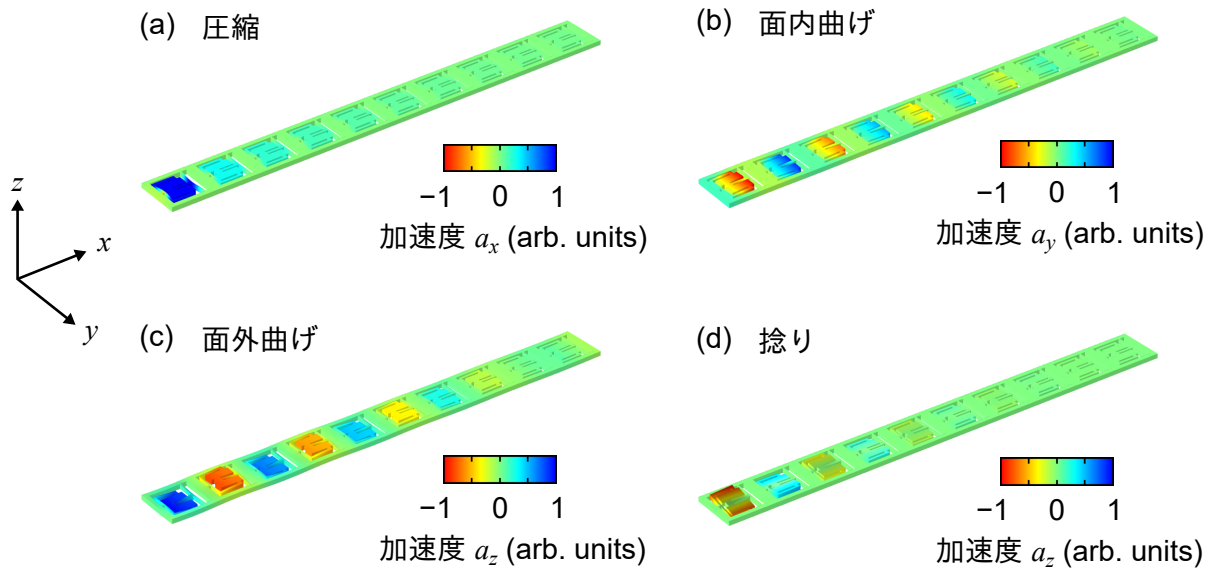 (a) 圧縮
−1 0 1
加速度 ax (arb. units)
(b) 面内曲げ
−1 0 1
加速度 ay (arb. units)
z
x
y
(c) 面外曲げ
−1 0 1
加速度 az (arb. units)
(d) 捻り
−1 0 1
加速度 az (arb. units)